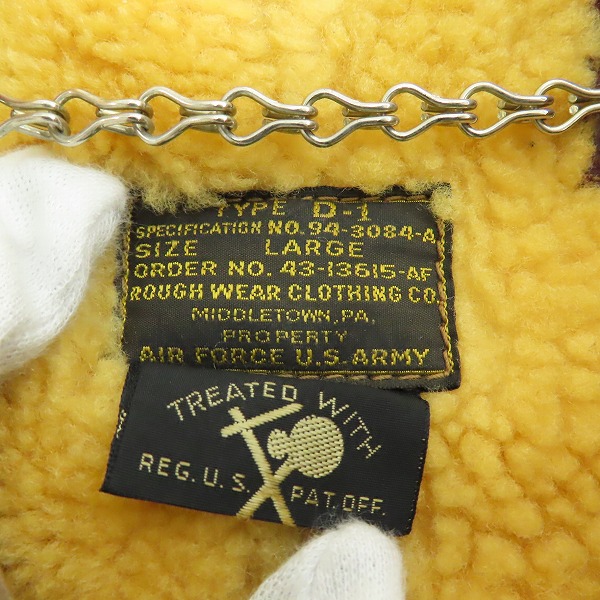 TYPE D-1
SPECIFICATION NO. 94-3084-A
SIZE LARGE
ORDER NO. 43-13615-AF
ROUGH WEAR CLOTHING CO.
MIDDLETOWN, PA,
PROPERTY
AIR FORCE U.S. ARMY
TREATED WITH
REG. U.S. PAT. OFF.